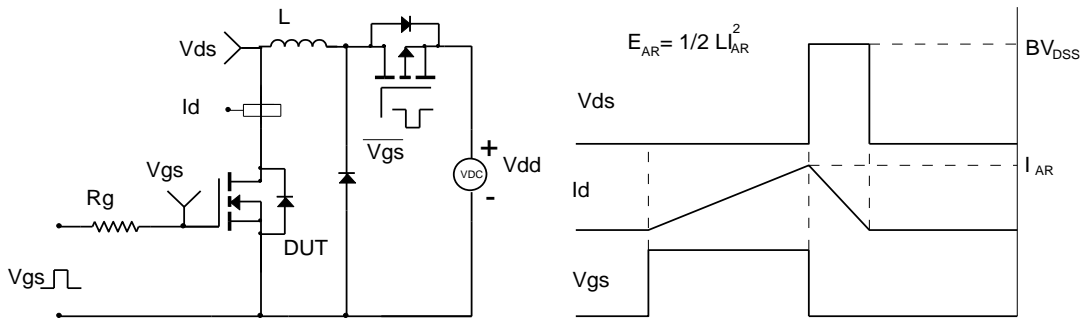 L
Vds
Id
Vgs
Vgs
Rg
DUT
Vgs
+
VDC
Vdd
-
E_AR = 1/2 LI_AR^2
BV_DSS
Vds
I_AR
Id
Vgs